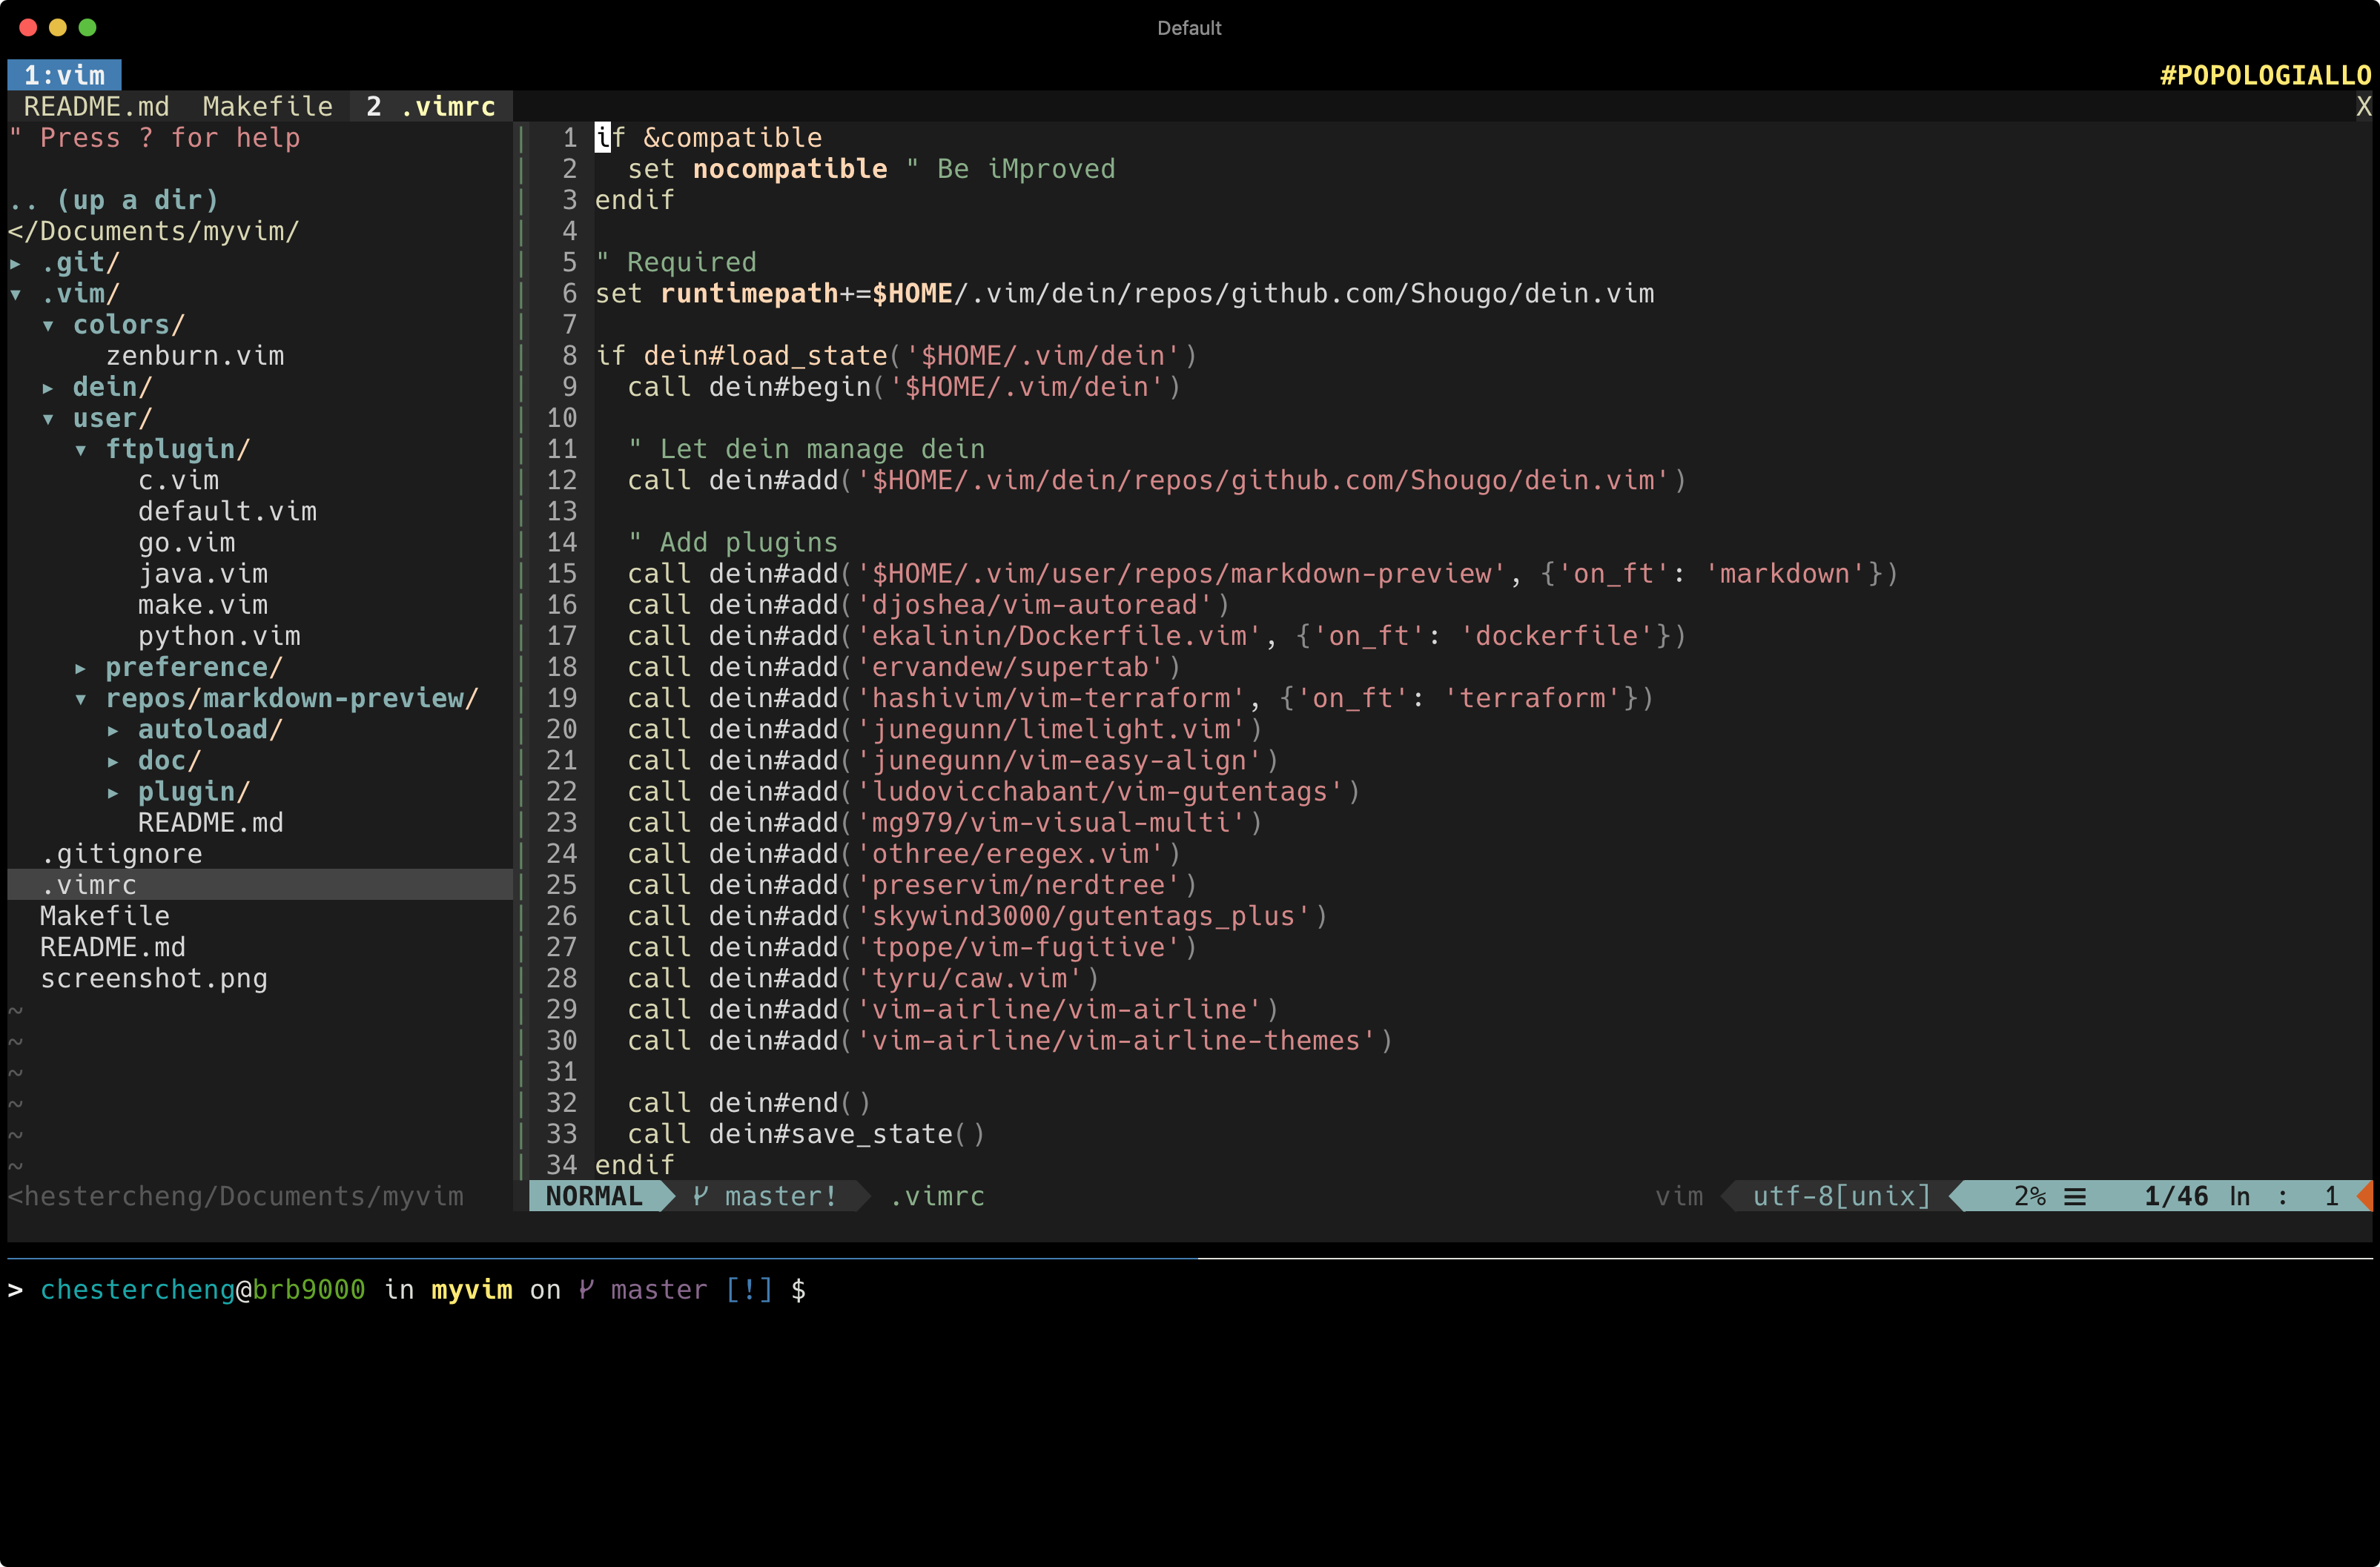 Default
1:vim #POPOLOGIALLO
README.md Makefile 2 .vimrc X
" Press ? for help
.. (up a dir)
</Documents/myvim/
▸ .git/
▾ .vim/
▾ colors/
zenburn.vim
▸ dein/
▾ user/
▾ ftplugin/
c.vim
default.vim
go.vim
java.vim
make.vim
python.vim
▸ preference/
▾ repos/markdown-preview/
▸ autoload/
▸ doc/
▸ plugin/
README.md
.gitignore
.vimrc
Makefile
README.md
screenshot.png
~
~
~
~
~
~
<hestercheng/Documents/myvim
1 if &compatible
2   set nocompatible " Be iMproved
3 endif
4
5 " Required
6 set runtimepath+=$HOME/.vim/dein/repos/github.com/Shougo/dein.vim
7
8 if dein#load_state('$HOME/.vim/dein')
9   call dein#begin('$HOME/.vim/dein')
10
11   " Let dein manage dein
12   call dein#add('$HOME/.vim/dein/repos/github.com/Shougo/dein.vim')
13
14   " Add plugins
15   call dein#add('$HOME/.vim/user/repos/markdown-preview', {'on_ft': 'markdown'})
16   call dein#add('djoshea/vim-autoread')
17   call dein#add('ekalinin/Dockerfile.vim', {'on_ft': 'dockerfile'})
18   call dein#add('ervandew/supertab')
19   call dein#add('hashivim/vim-terraform', {'on_ft': 'terraform'})
20   call dein#add('junegunn/limelight.vim')
21   call dein#add('junegunn/vim-easy-align')
22   call dein#add('ludovicchabant/vim-gutentags')
23   call dein#add('mg979/vim-visual-multi')
24   call dein#add('othree/eregex.vim')
25   call dein#add('preservim/nerdtree')
26   call dein#add('skywind3000/gutentags_plus')
27   call dein#add('tpope/vim-fugitive')
28   call dein#add('tyru/caw.vim')
29   call dein#add('vim-airline/vim-airline')
30   call dein#add('vim-airline/vim-airline-themes')
31
32   call dein#end()
33   call dein#save_state()
34 endif
NORMAL master! .vimrc vim utf-8[unix] 2% ☰ 1/46 ln : 1
> chestercheng@brb9000 in myvim on master [!] $